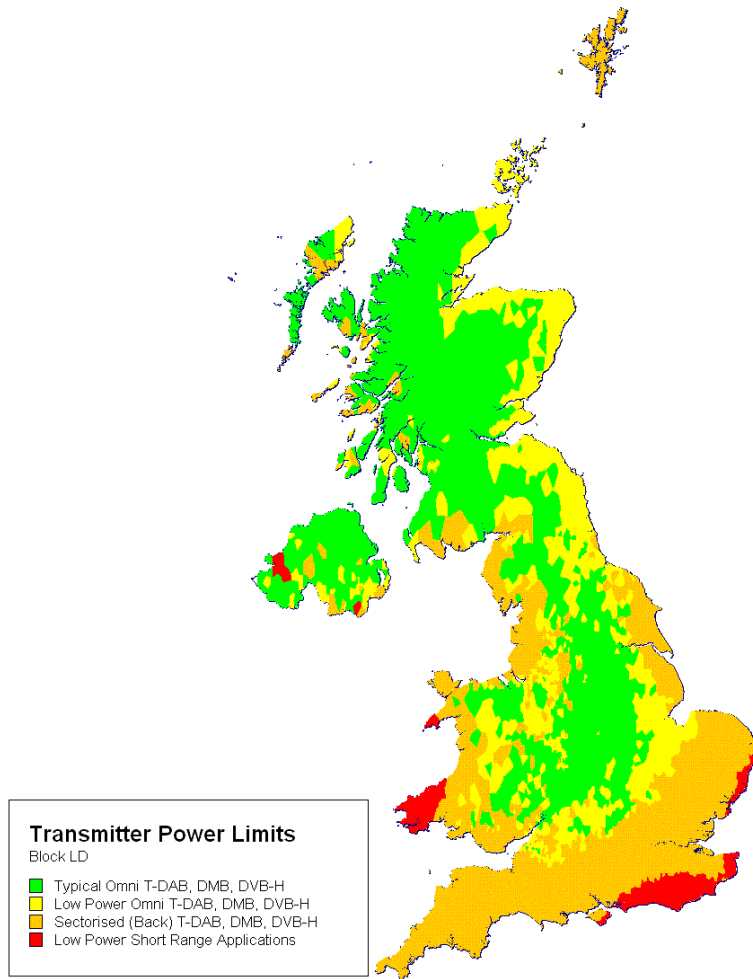 Transmitter Power Limits
Block LD
Typical Omni T-DAB, DMB, DVB-H
Low Power Omni T-DAB, DMB, DVB-H
Sectorised (Back) T-DAB, DMB, DVB-H
Low Power Short Range Applications